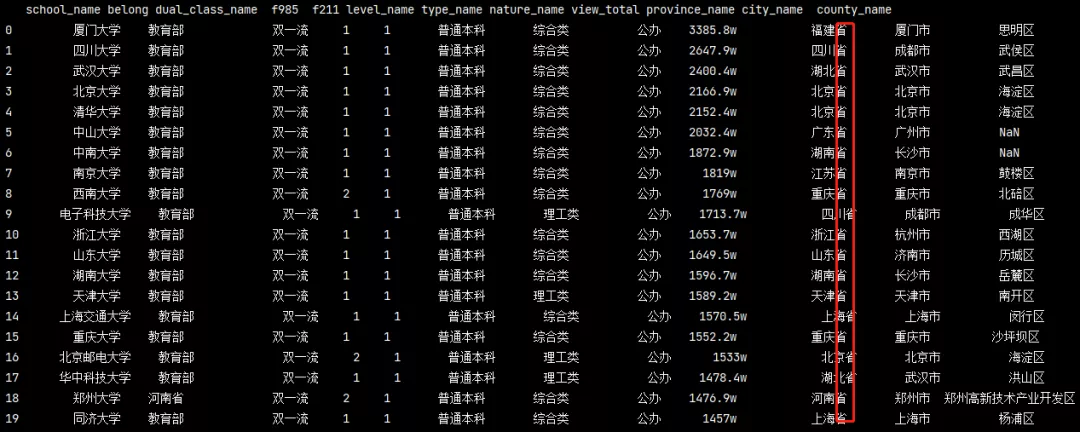 school_name belong dual_class_name f985 f211 level_name type_name nature_name view_total province_name city_name county_name
0 厦门大学 教育部 双一流 1 1 普通本科 综合类 公办 3385.8w 福建省 厦门市 思明区
1 四川大学 教育部 双一流 1 1 普通本科 综合类 公办 2647.9w 四川省 成都市 武侯区
2 武汉大学 教育部 双一流 1 1 普通本科 综合类 公办 2400.4w 湖北省 武汉市 武昌区
3 北京大学 教育部 双一流 1 1 普通本科 综合类 公办 2166.9w 北京省 北京市 海淀区
4 清华大学 教育部 双一流 1 1 普通本科 综合类 公办 2152.4w 北京省 北京市 海淀区
5 中山大学 教育部 双一流 1 1 普通本科 综合类 公办 2032.4w 广东省 广州市 NaN
6 中南大学 教育部 双一流 1 1 普通本科 综合类 公办 1872.9w 湖南省 长沙市 NaN
7 南京大学 教育部 双一流 1 1 普通本科 综合类 公办 1819w 江苏省 南京市 鼓楼区
8 西南大学 教育部 双一流 2 1 普通本科 综合类 公办 1769w 重庆省 重庆市 北碚区
9 电子科技大学 教育部 双一流 1 1 普通本科 理工类 公办 1713.7w 四川省 成都市 成华区
10 浙江大学 教育部 双一流 1 1 普通本科 综合类 公办 1653.7w 浙江省 杭州市 西湖区
11 山东大学 教育部 双一流 1 1 普通本科 综合类 公办 1649.5w 山东省 济南市 历城区
12 湖南大学 教育部 双一流 1 1 普通本科 综合类 公办 1596.7w 湖南省 长沙市 岳麓区
13 天津大学 教育部 双一流 1 1 普通本科 理工类 公办 1589.2w 天津省 天津市 南开区
14 上海交通大学 教育部 双一流 1 1 普通本科 综合类 公办 1570.5w 上海省 上海市 闵行区
15 重庆大学 教育部 双一流 1 1 普通本科 综合类 公办 1552.2w 重庆省 重庆市 沙坪坝区
16 北京邮电大学 教育部 双一流 2 1 普通本科 理工类 公办 1533w 北京省 北京市 海淀区
17 华中科技大学 教育部 双一流 1 1 普通本科 理工类 公办 1478.4w 湖北省 武汉市 洪山区
18 郑州大学 河南省 双一流 2 1 普通本科 综合类 公办 1476.9w 河南省 郑州市 郑州高新技术产业开发区
19 同济大学 教育部 双一流 1 1 普通本科 理工类 公办 1457w 上海省 上海市 杨浦区